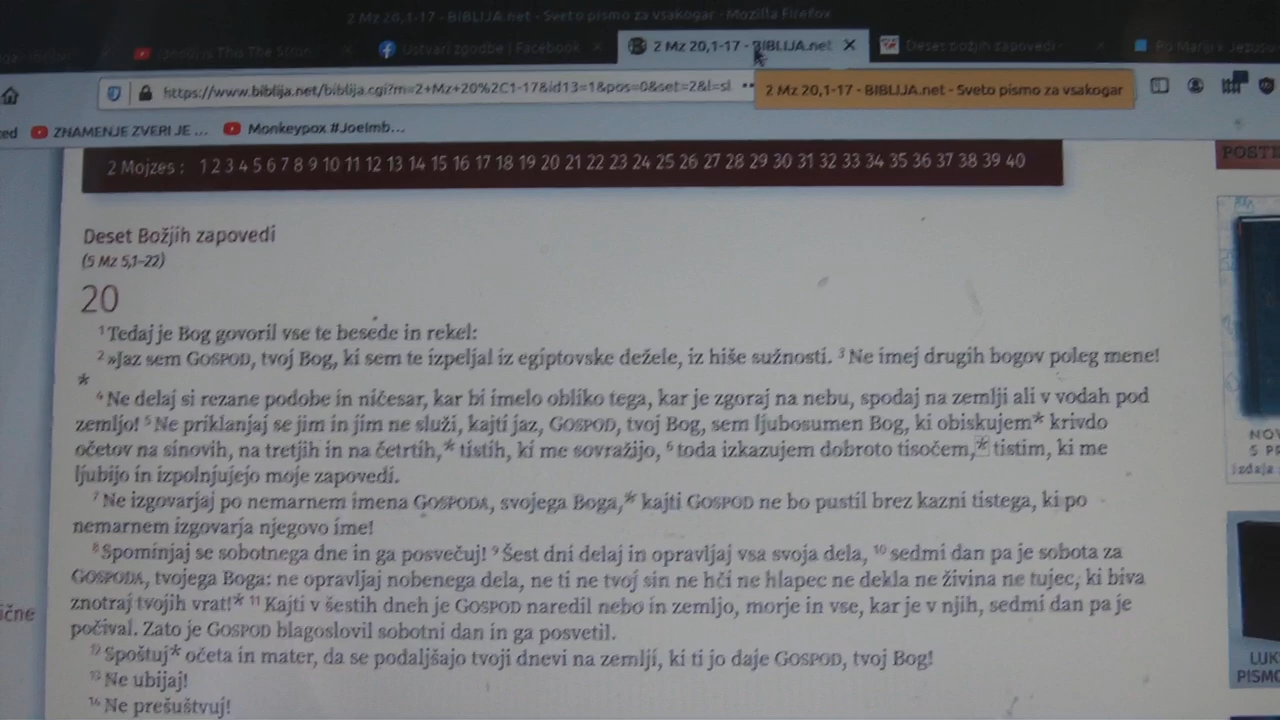 2 Mz 20,1-17 - BIBLIJA.net - Sveto pismo za vsakogar - Mozilla Firefox
Ustvari zgodbe | Facebook
2 Mz 20,1-17 - BIBLIJA.net
Deset božjih zapovedi -
Po Mariji k Jezusu
https://www.biblija.net/biblija.cgi?m=2+Mz+20%2C1-17&id13=1&pos=0&set=2&l=sl
2 Mz 20,1-17 - BIBLIJA.net - Sveto pismo za vsakogar
ZNAMENJE ZVERI JE ...
Monkeypox #JoeImb...
2 Mojzes : 1 2 3 4 5 6 7 8 9 10 11 12 13 14 15 16 17 18 19 20 21 22 23 24 25 26 27 28 29 30 31 32 33 34 35 36 37 38 39 40
Deset Božjih zapovedi
(5 Mz 5,1–22)
20
1 Tedaj je Bog govoril vse te besede in rekel:
2 »Jaz sem GOSPOD, tvoj Bog, ki sem te izpeljal iz egiptovske dežele, iz hiše sužnosti. 3 Ne imej drugih bogov poleg mene!
*
4 Ne delaj si rezane podobe in ničesar, kar bi imelo obliko tega, kar je zgoraj na nebu, spodaj na zemlji ali v vodah pod
zemljo! 5 Ne priklanjaj se jim in jim ne služi, kajti jaz, GOSPOD, tvoj Bog, sem ljubosumen Bog, ki obiskujem* krivdo
očetov na sinovih, na tretjih in na četrtih,* tistih, ki me sovražijo, 6 toda izkazujem dobroto tisočem,* tistim, ki me
ljubijo in izpolnjujejo moje zapovedi.
7 Ne izgovarjaj po nemarnem imena GOSPODA, svojega Boga,* kajti GOSPOD ne bo pustil brez kazni tistega, ki po
nemarnem izgovarja njegovo ime!
8 Spominjaj se sobotnega dne in ga posvečuj! 9 Šest dni delaj in opravljaj vsa svoja dela, 10 sedmi dan pa je sobota za
GOSPODA, tvojega Boga: ne opravljaj nobenega dela, ne ti ne tvoj sin ne hči ne hlapec ne dekla ne živina ne tujec, ki biva
znotraj tvojih vrat!* 11 Kajti v šestih dneh je GOSPOD naredil nebo in zemljo, morje in vse, kar je v njih, sedmi dan pa je
počival. Zato je GOSPOD blagoslovil sobotni dan in ga posvetil.
12 Spoštuj* očeta in mater, da se podaljšajo tvoji dnevi na zemlji, ki ti jo daje GOSPOD, tvoj Bog!
13 Ne ubijaj!
14 Ne prešuštvuj!